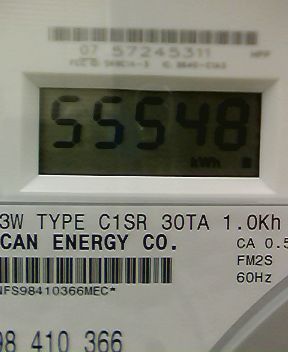 07 57245311
55548
kWh
3W TYPE C1SR 30TA 1.0Kh
CAN ENERGY CO.
CA 0.5
FM2S
60Hz
NFS98410366MEC*
98 410 366